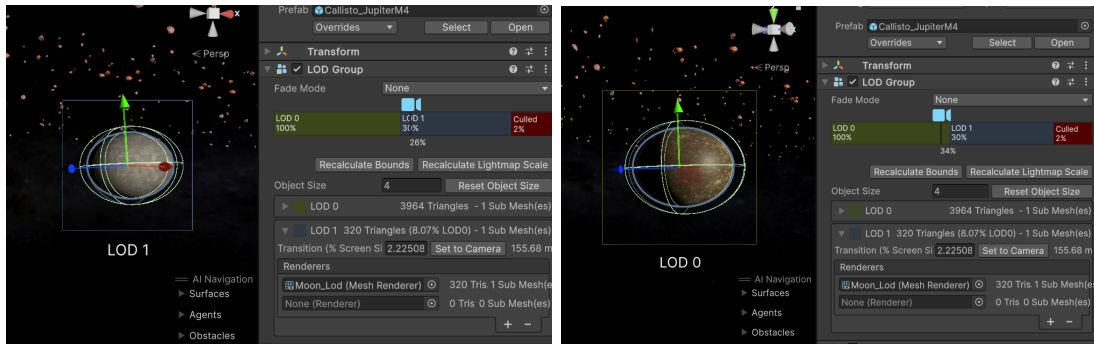 Prefab
Callisto_JupiterM4
Overrides
Select
Open
Transform
LOD Group
Fade Mode
None
LOD 0
100%
LOD 1
30%
Culled
2%
26%
Recalculate Bounds
Recalculate Lightmap Scale
Object Size
4
Reset Object Size
LOD 0
3964 Triangles - 1 Sub Mesh(es)
LOD 1
320 Triangles (8.07% LOD0) - 1 Sub Mesh(es)
Transition (% Screen Si
2.22508
Set to Camera
155.68 m
Renderers
Moon_Lod (Mesh Renderer)
320 Tris. 1 Sub Mesh(es
None (Renderer)
0 Tris 0 Sub Mesh(es
+ −
x
< Persp
LOD 1
AI Navigation
Surfaces
Agents
Obstacles
Prefab
Callisto_JupiterM4
Overrides
Select
Open
Transform
LOD Group
Fade Mode
None
LOD 0
100%
LOD 1
30%
Culled
2%
34%
Recalculate Bounds
Recalculate Lightmap Scale
Object Size
4
Reset Object Size
LOD 0
3964 Triangles - 1 Sub Mesh(es)
LOD 1
320 Triangles (8.07% LOD0) - 1 Sub Mesh(es)
Transition (% Screen Si
2.22508
Set to Camera
155.68 m
Renderers
Moon_Lod (Mesh Renderer)
320 Tris. 1 Sub Mesh(es
None (Renderer)
0 Tris 0 Sub Mesh(es
+ −
< Persp
LOD 0
AI Navigation
Surfaces
Agents
Obstacles